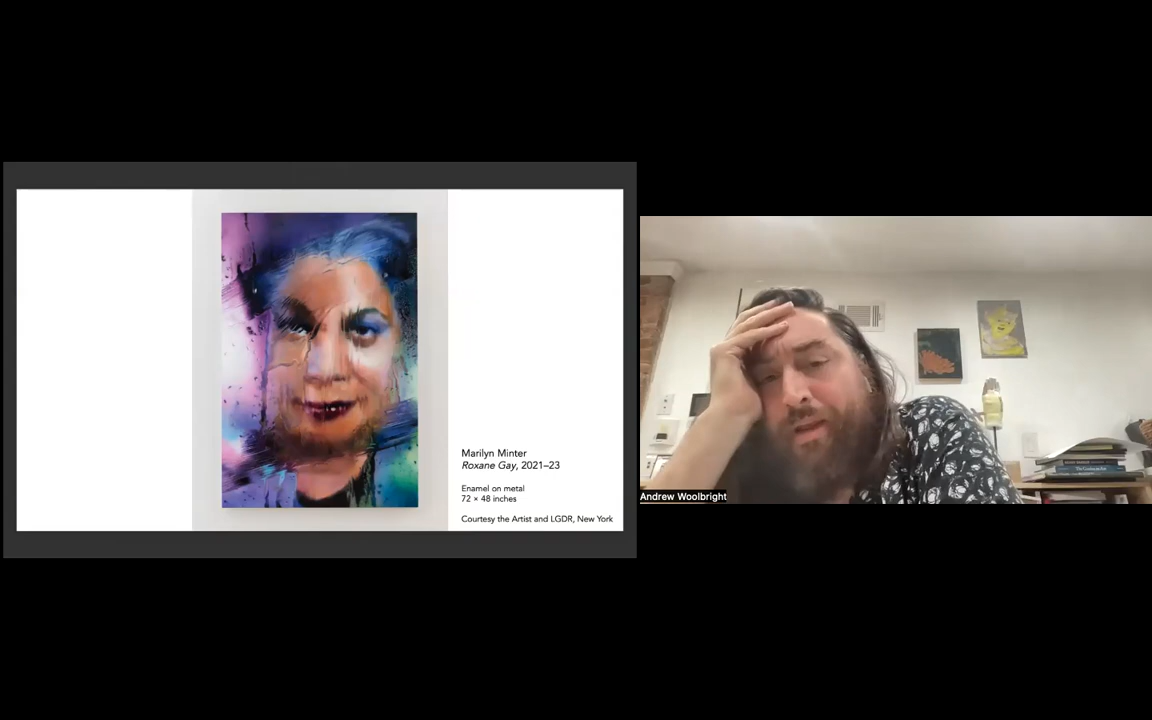 Marilyn Minter
Roxane Gay, 2021–23
Enamel on metal
72 × 48 inches
Courtesy the Artist and LGDR, New York
Andrew Woolbright